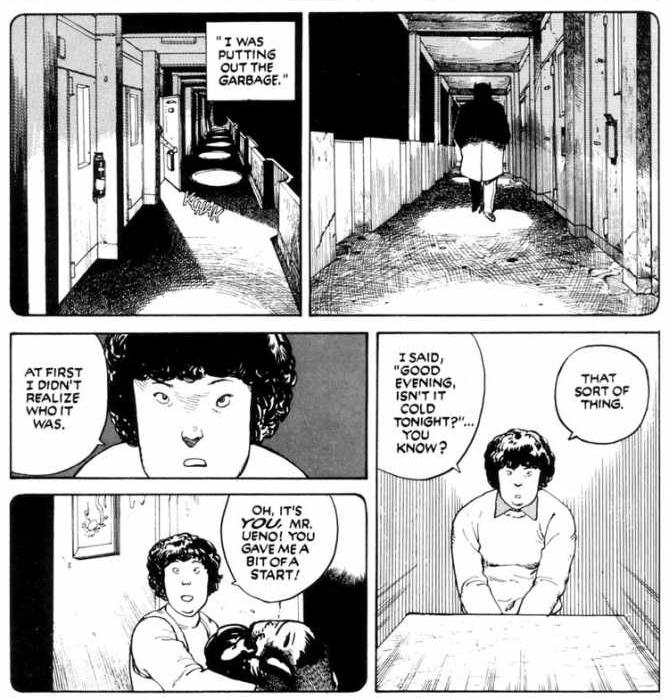 "I WAS
PUTTING
OUT THE
GARBAGE."
KCHAK
AT FIRST
I DIDN'T
REALIZE
WHO IT
WAS.
OH, IT'S
YOU, MR.
UENO! YOU
GAVE ME A
BIT OF A
START!
I SAID,
"GOOD
EVENING,
ISN'T IT
COLD
TONIGHT?"...
YOU
KNOW?
THAT
SORT OF
THING.